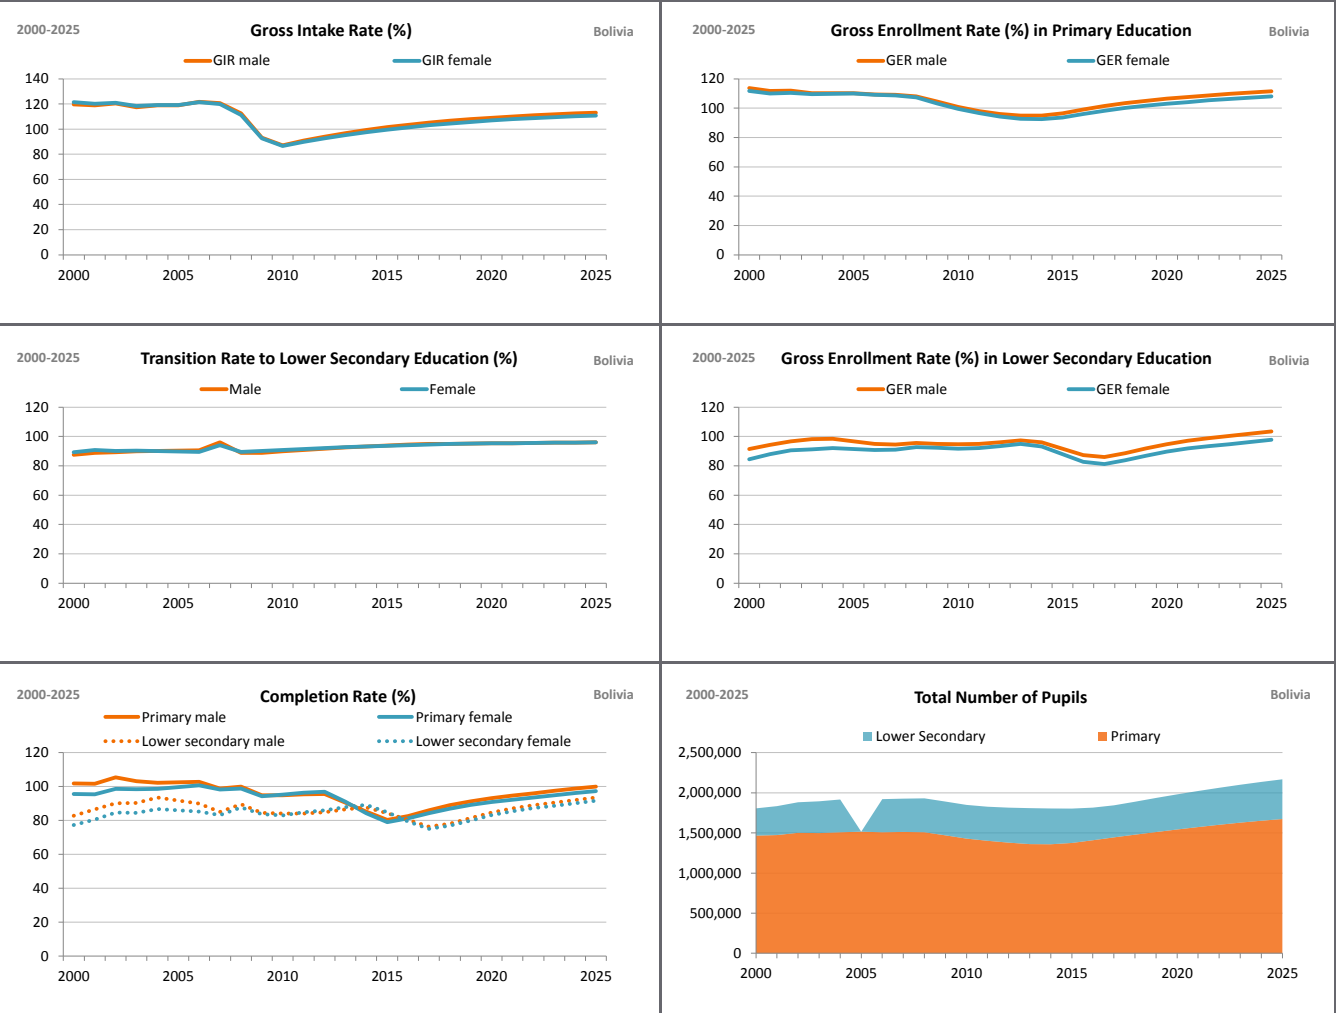 2000-2025 Gross Intake Rate (%) Bolivia
GIR male GIR female
140
120
100
80
60
40
20
0
2000 2005 2010 2015 2020 2025
2000-2025 Gross Enrollment Rate (%) in Primary Education Bolivia
GER male GER female
120
100
80
60
40
20
0
2000 2005 2010 2015 2020 2025
2000-2025 Transition Rate to Lower Secondary Education (%) Bolivia
Male Female
120
100
80
60
40
20
0
2000 2005 2010 2015 2020 2025
2000-2025 Gross Enrollment Rate (%) in Lower Secondary Education Bolivia
GER male GER female
120
100
80
60
40
20
0
2000 2005 2010 2015 2020 2025
2000-2025 Completion Rate (%) Bolivia
Primary male Primary female
Lower secondary male Lower secondary female
120
100
80
60
40
20
0
2000 2005 2010 2015 2020 2025
2000-2025 Total Number of Pupils Bolivia
Lower Secondary Primary
2,500,000
2,000,000
1,500,000
1,000,000
500,000
0
2000 2005 2010 2015 2020 2025